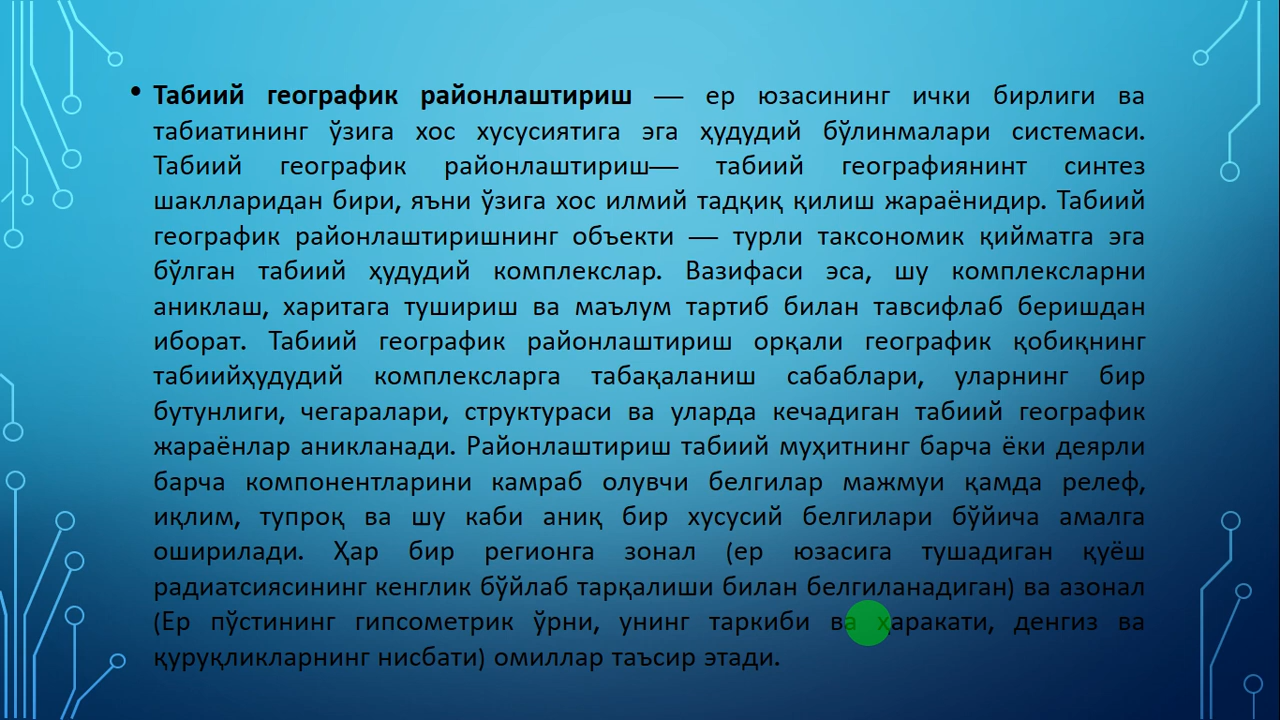 • Табиий географик районлаштириш — ер юзасининг ички бирлиги ва
табиатининг ўзига хос хусусиятига эга ҳудудий бўлинмалари системаси.
Табиий географик районлаштириш— табиий географиянинт синтез
шаклларидан бири, яъни ўзига хос илмий тадқиқ қилиш жараёнидир. Табиий
географик районлаштиришнинг объекти — турли таксономик қийматга эга
бўлган табиий ҳудудий комплекслар. Вазифаси эса, шу комплексларни
аниклаш, харитага тушириш ва маълум тартиб билан тавсифлаб беришдан
иборат. Табиий географик районлаштириш орқали географик қобиқнинг
табиийҳудудий комплексларга табақаланиш сабаблари, уларнинг бир
бутунлиги, чегаралари, структураси ва уларда кечадиган табиий географик
жараёнлар аникланади. Районлаштириш табиий муҳитнинг барча ёки деярли
барча компонентларини камраб олувчи белгилар мажмуи қамда релеф,
иқлим, тупроқ ва шу каби аниқ бир хусусий белгилари бўйича амалга
оширилади. Ҳар бир регионга зонал (ер юзасига тушадиган қуёш
радиатсиясининг кенглик бўйлаб тарқалиши билан белгиланадиган) ва азонал
(Ер пўстининг гипсометрик ўрни, унинг таркиби ва ҳаракати, денгиз ва
қуруқликларнинг нисбати) омиллар таъсир этади.